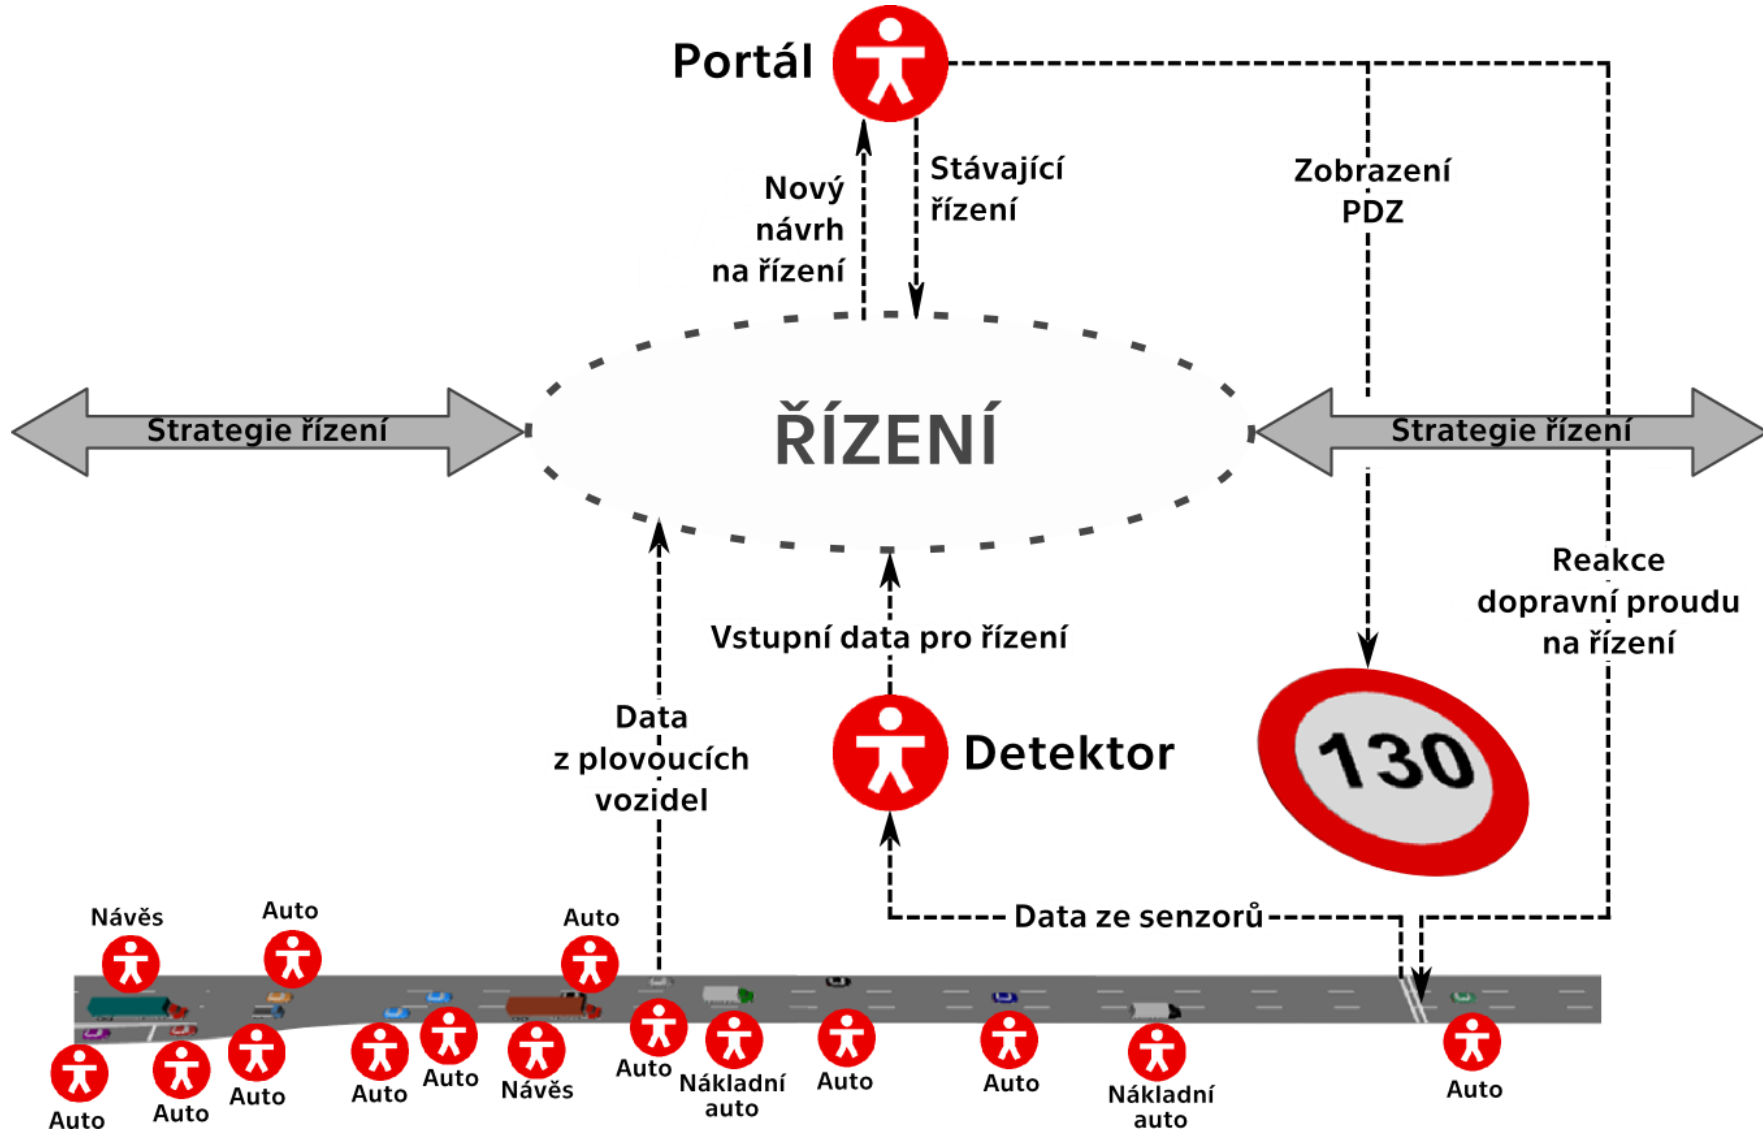 Portál
Nový
návrh
na řízení
Stávající
řízení
Zobrazení
PDZ
Strategie řízení
ŘÍZENÍ
Strategie řízení
Reakce
dopravní proudu
na řízení
Vstupní data pro řízení
Data
z plovoucích
vozidel
Detektor
130
Data ze senzorů
Návěs
Auto
Auto
Auto
Auto
Auto
Auto
Auto
Návěs
Auto
Nákladní
auto
Auto
Auto
Nákladní
auto
Auto